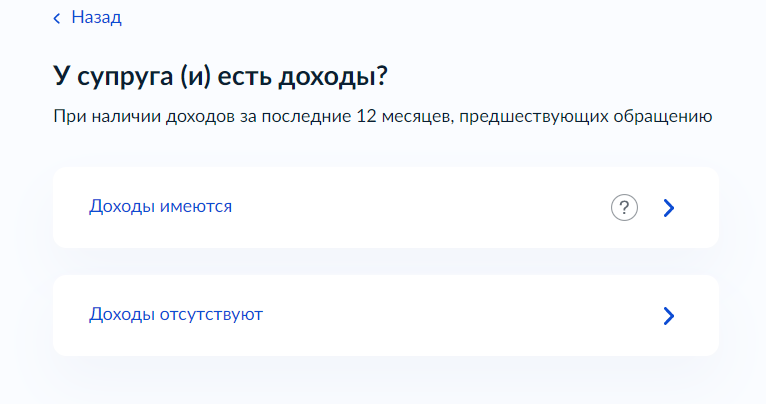 Назад
У супруга (и) есть доходы?
При наличии доходов за последние 12 месяцев, предшествующих обращению
Доходы имеются ?
Доходы отсутствуют